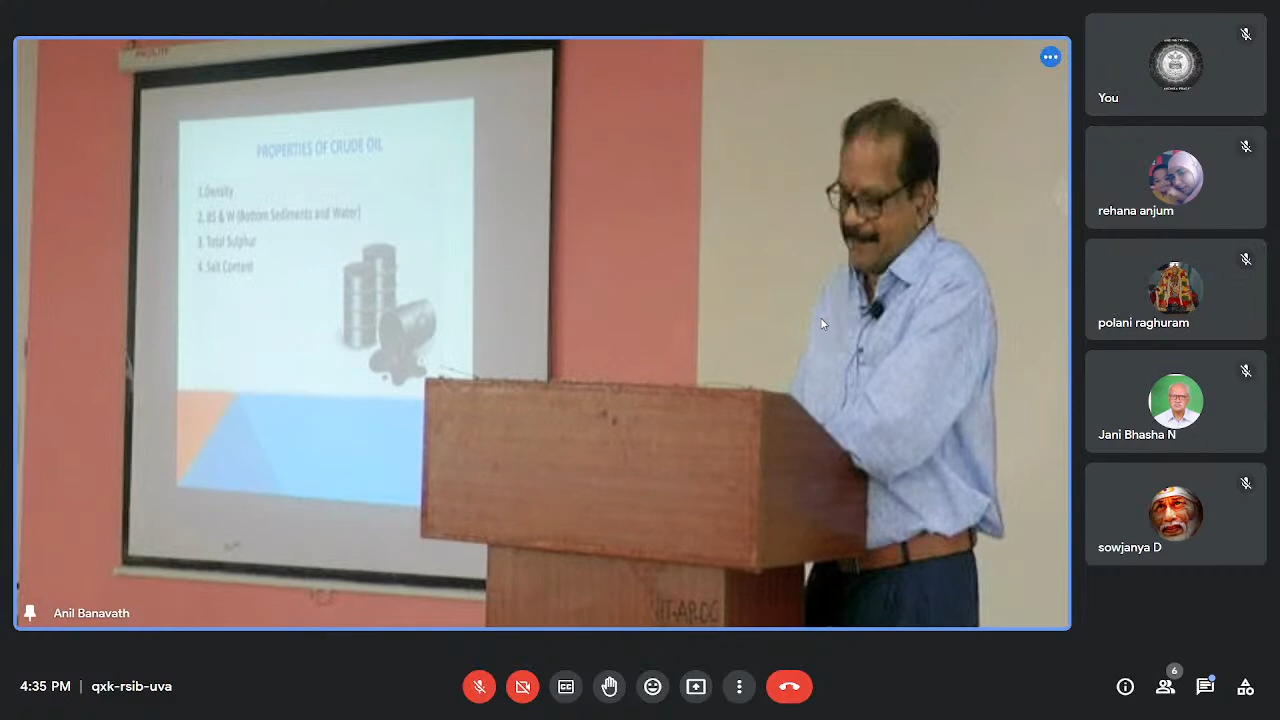 PROPERTIES OF CRUDE OIL
1.Density
2. BS & W (Bottom Sediments and Water)
3. Total Sulphur
4. Salt Content
Anil Banavath
You
rehana anjum
polani raghuram
Jani Bhasha N
sowjanya D
4:35 PM | qxk-rsib-uva
6